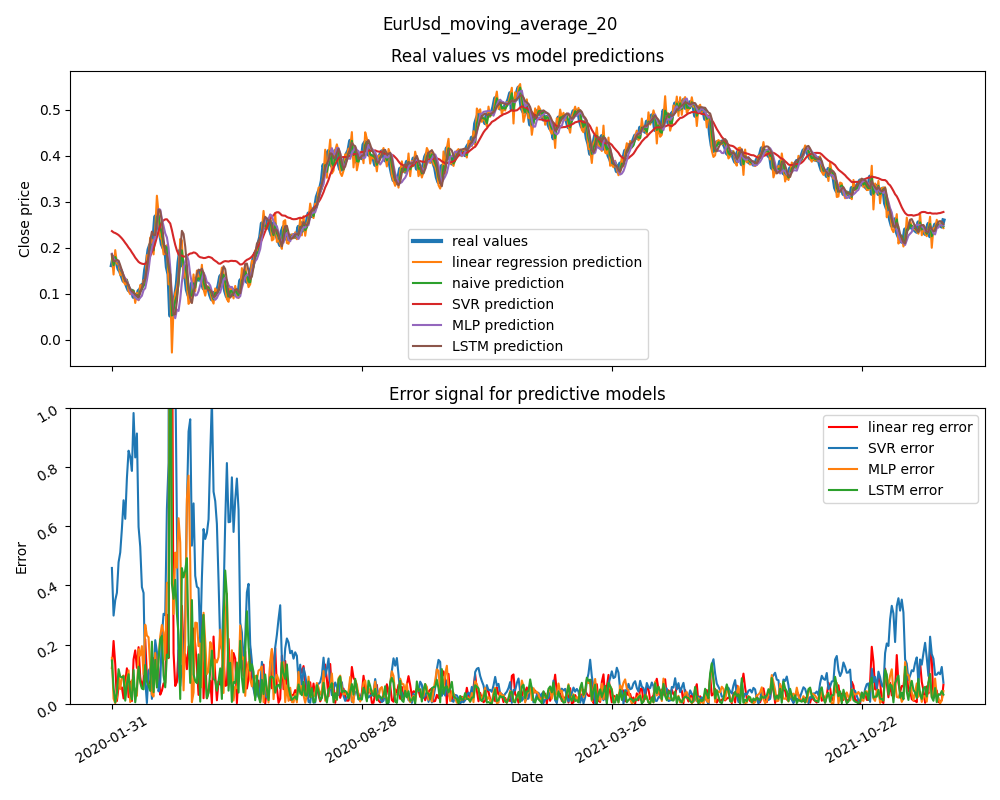 EurUsd_moving_average_20
Real values vs model predictions
Close price
0.5
0.4
0.3
0.2
0.1
0.0
real values
linear regression prediction
naive prediction
SVR prediction
MLP prediction
LSTM prediction
Error signal for predictive models
Error
1.0
0.8
0.6
0.4
0.2
0.0
linear reg error
SVR error
MLP error
LSTM error
2020-01-31
2020-08-28
2021-03-26
2021-10-22
Date